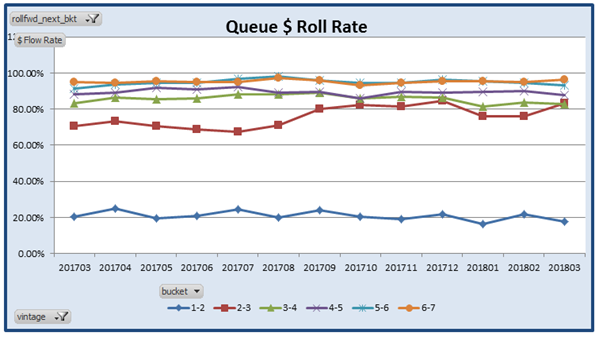 rollfwd_next_bkt
Queue $ Roll Rate
$ Flow Rate
100.00%
80.00%
60.00%
40.00%
20.00%
0.00%
201703 201704 201705 201706 201707 201708 201709 201710 201711 201712 201801 201802 201803
bucket
1-2 2-3 3-4 4-5 5-6 6-7
vintage